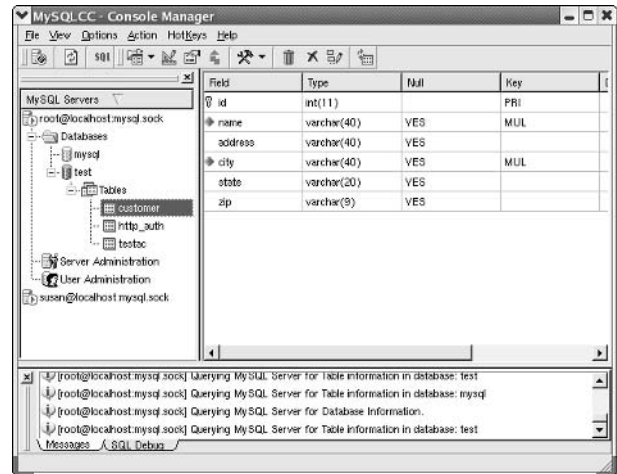 MySQLCC - Console Manager
File View Options Action HotKeys Help
SQL
MySQL Servers
root@localhost:mysql.sock
Databases
mysql
test
Tables
customer
http_auth
testac
Server Administration
User Administration
susan@localhost:mysql.sock
Field Type Null Key
id int(11) PRI
name varchar(40) YES MUL
address varchar(40) YES
city varchar(40) YES MUL
state varchar(20) YES
zip varchar(9) YES
[root@localhost:mysql.sock] Querying MySQL Server for Table information in database: test
[root@localhost:mysql.sock] Querying MySQL Server for Table information in database: mysql
[root@localhost:mysql.sock] Querying MySQL Server for Database Information.
[root@localhost:mysql.sock] Querying MySQL Server for Table information in database: test
Messages SQL Debug